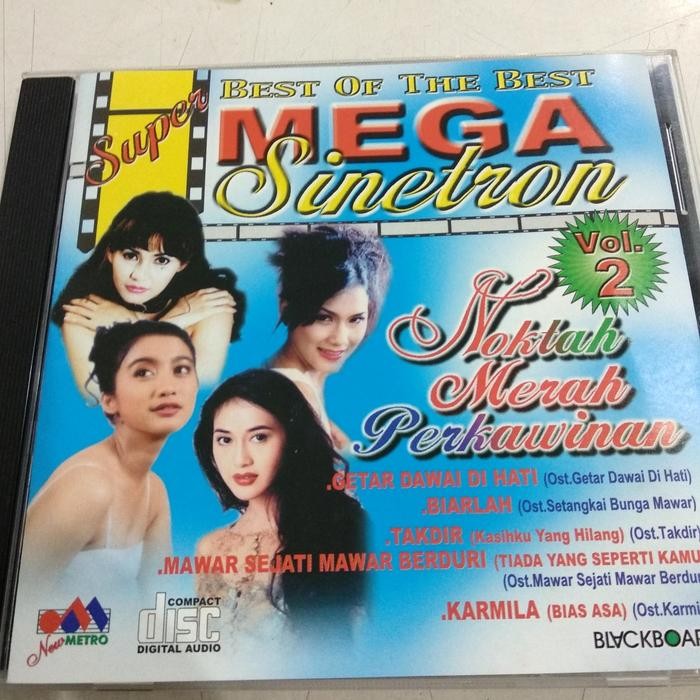 Super
BEST OF THE BEST
MEGA
Sinetron
Vol.
2
Noktah
Merah
Perkawinan
.GETAR DAWAI DI HATI (Ost.Getar Dawai Di Hati)
.BIARLAH (Ost.Setangkai Bunga Mawar)
.TAKDIR (Kasihku Yang Hilang) (Ost.Takdir)
.MAWAR SEJATI MAWAR BERDURI (TIADA YANG SEPERTI KAMU
(Ost.Mawar Sejati Mawar Berdur
.KARMILA (BIAS ASA) (Ost.Karmi
New METRO
COMPACT
disc
DIGITAL AUDIO
BLACKBOAR